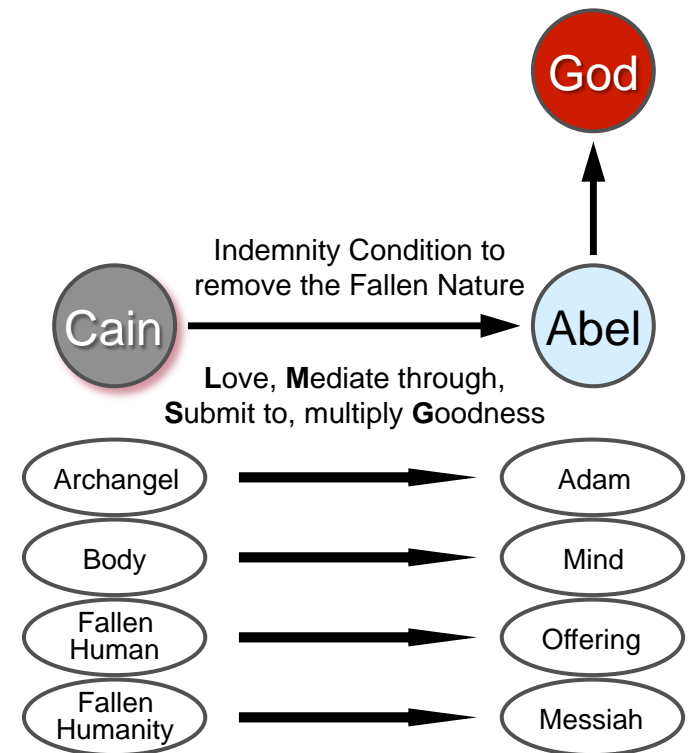 God
Indemnity Condition to
remove the Fallen Nature
Cain
Abel
Love, Mediate through,
Submit to, multiply Goodness
Archangel
Adam
Body
Mind
Fallen
Human
Offering
Fallen
Humanity
Messiah